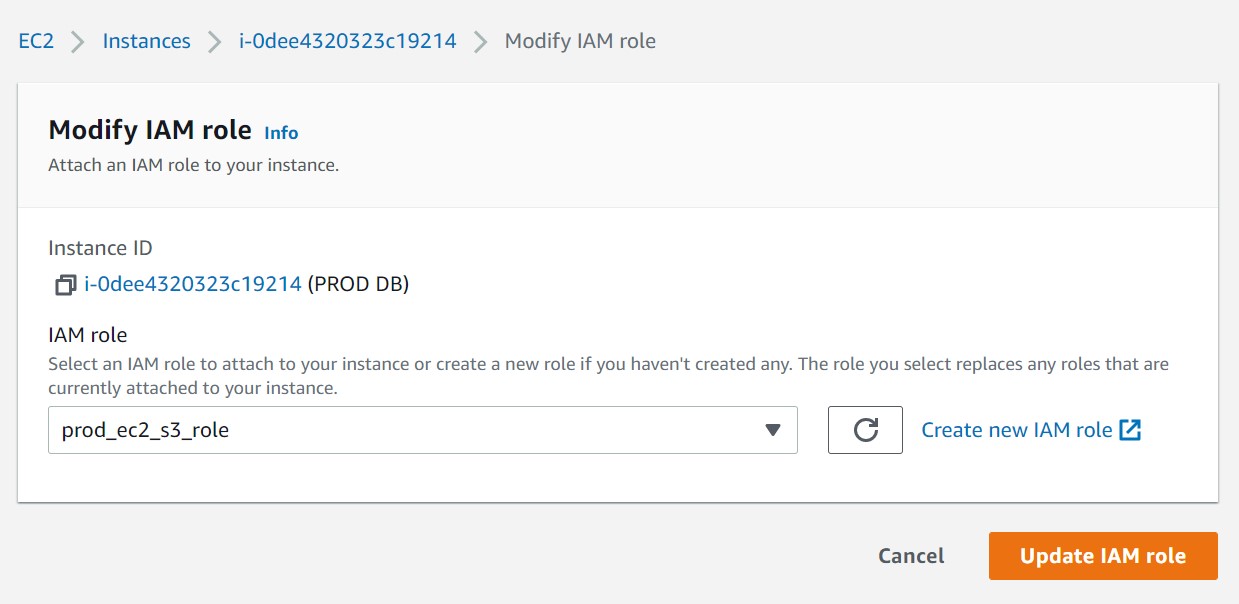 EC2 > Instances > i-0dee4320323c19214 > Modify IAM role
Modify IAM role Info
Attach an IAM role to your instance.
Instance ID
i-0dee4320323c19214 (PROD DB)
IAM role
Select an IAM role to attach to your instance or create a new role if you haven't created any. The role you select replaces any roles that are
currently attached to your instance.
prod_ec2_s3_role Create new IAM role
Cancel Update IAM role